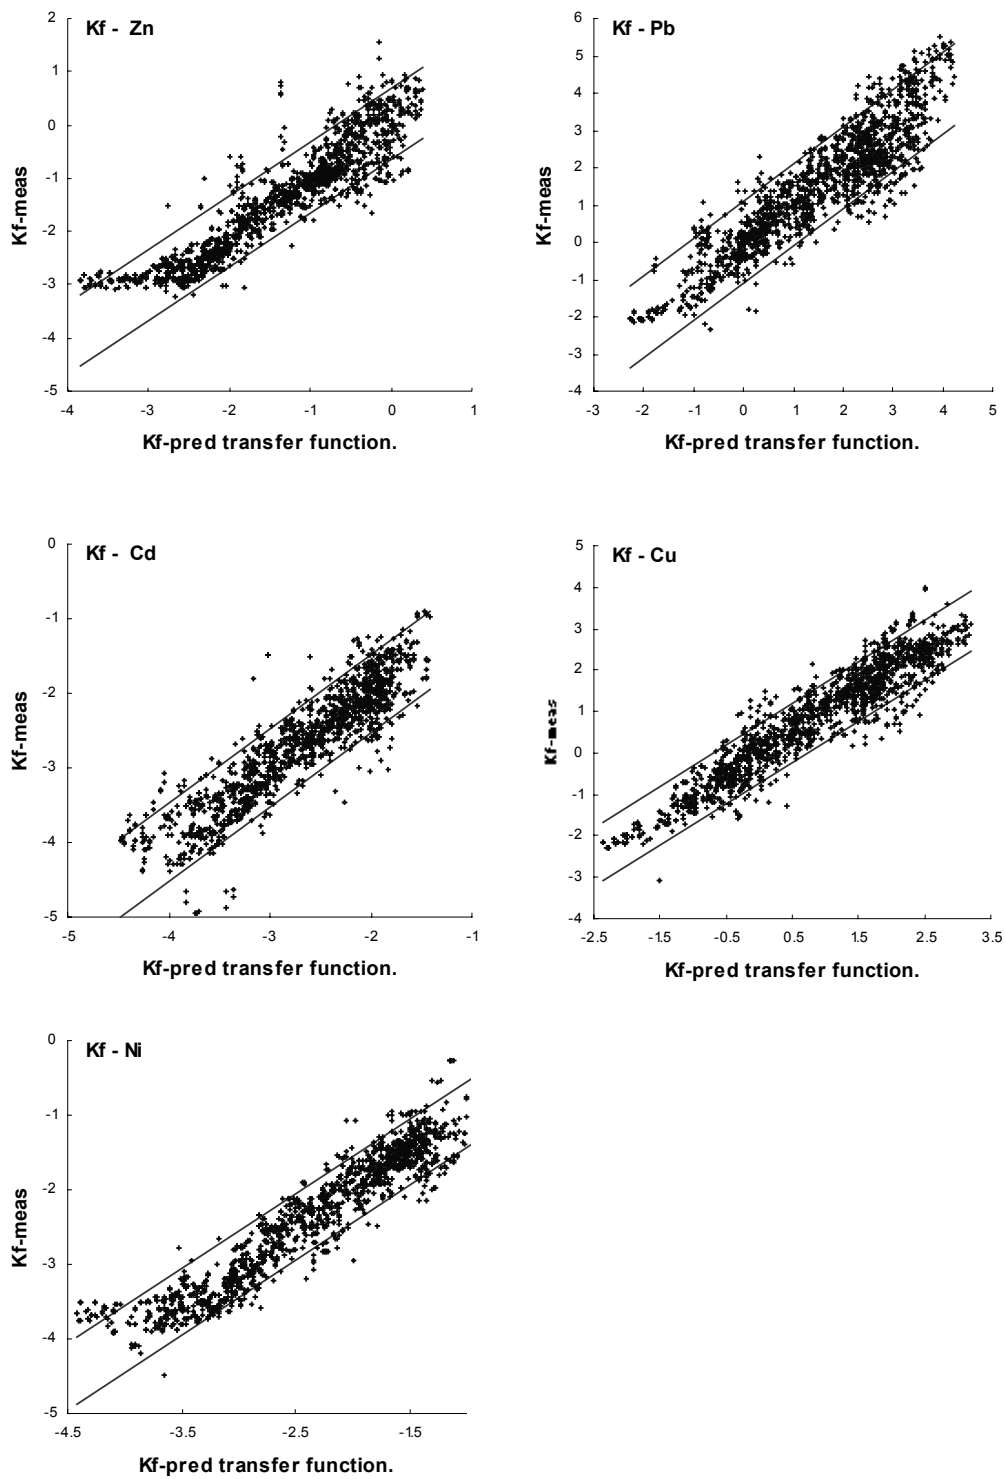 Kf - Zn
2
1
0
-1
-2
-3
-4
-5
Kf-meas
-4 -3 -2 -1 0 1
Kf-pred transfer function.
Kf - Pb
6
5
4
3
2
1
0
-1
-2
-3
-4
Kf-meas
-3 -2 -1 0 1 2 3 4 5
Kf-pred transfer function.
Kf - Cd
0
-1
-2
-3
-4
-5
Kf-meas
-5 -4 -3 -2 -1
Kf-pred transfer function.
Kf - Cu
5
4
3
2
1
0
-1
-2
-3
-4
Kf-meas
-2.5 -1.5 -0.5 0.5 1.5 2.5 3.5
Kf-pred transfer function.
Kf - Ni
0
-1
-2
-3
-4
-5
Kf-meas
-4.5 -3.5 -2.5 -1.5
Kf-pred transfer function.